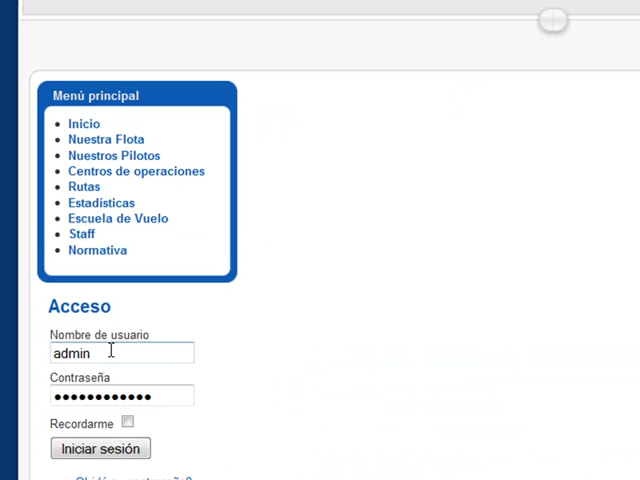 Menú principal
Inicio
Nuestra Flota
Nuestros Pilotos
Centros de operaciones
Rutas
Estadísticas
Escuela de Vuelo
Staff
Normativa
Acceso
Nombre de usuario
admin
Contraseña
••••••••••••
Recordarme
Iniciar sesión